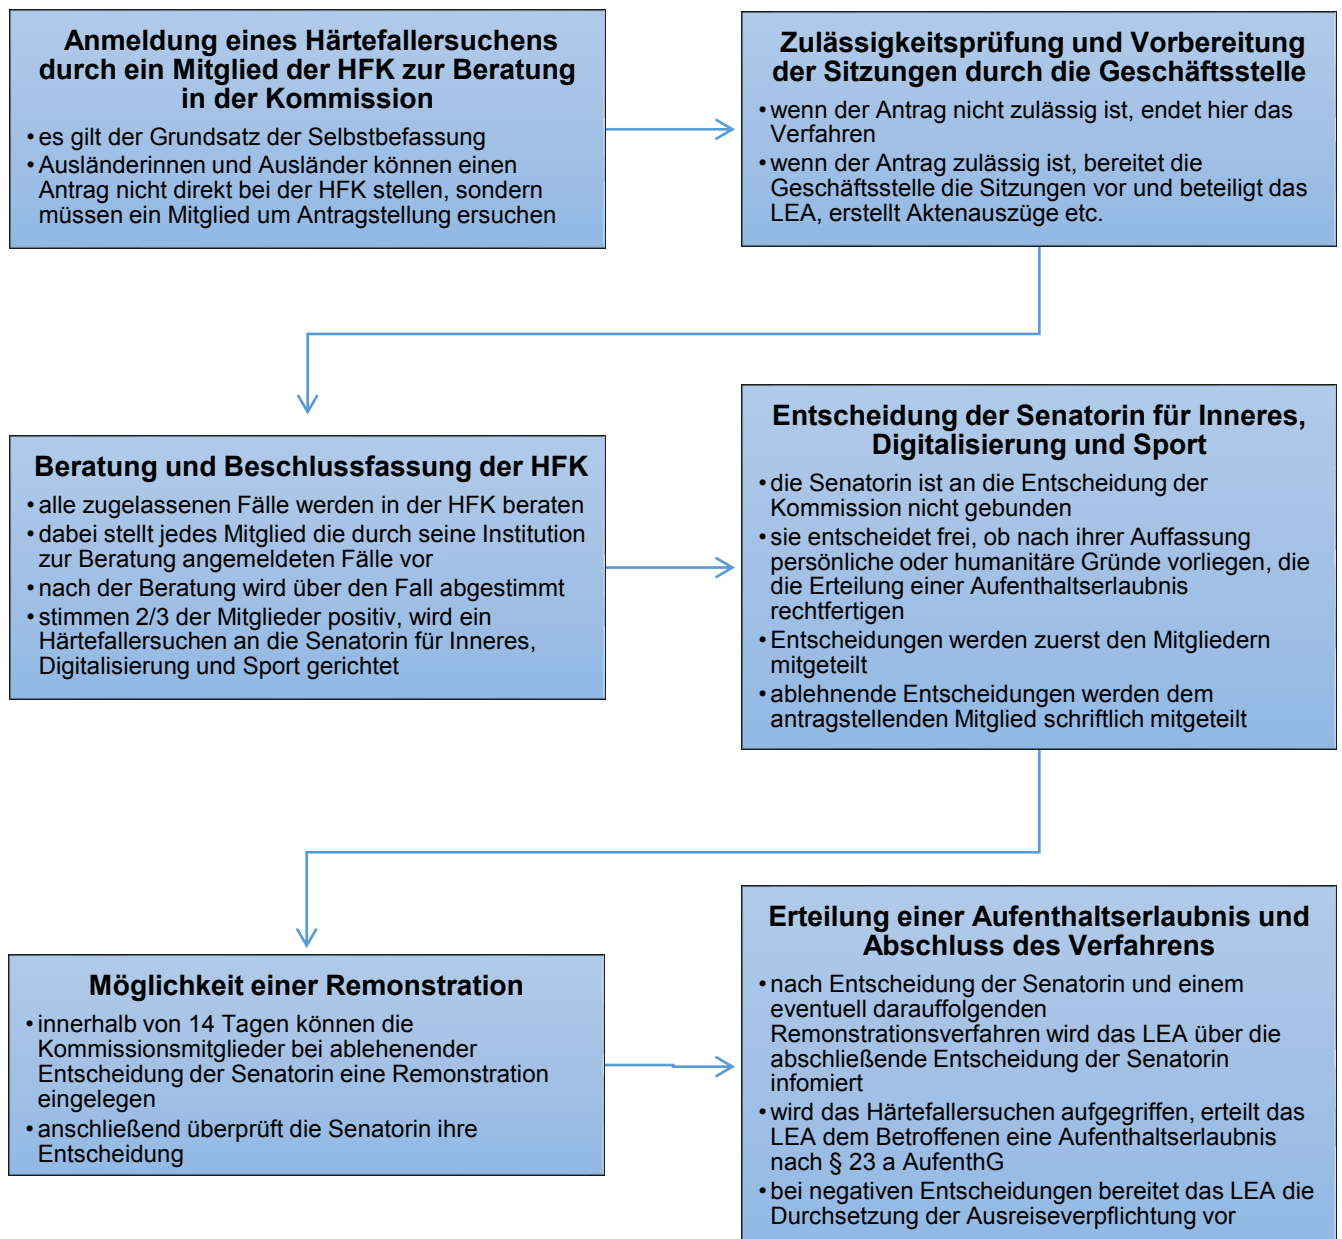 Anmeldung eines Härtefallersuchens
durch ein Mitglied der HFK zur Beratung
in der Kommission
• es gilt der Grundsatz der Selbstbefassung
• Ausländerinnen und Ausländer können einen
Antrag nicht direkt bei der HFK stellen, sondern
müssen ein Mitglied um Antragstellung ersuchen
Zulässigkeitsprüfung und Vorbereitung
der Sitzungen durch die Geschäftsstelle
• wenn der Antrag nicht zulässig ist, endet hier das
Verfahren
• wenn der Antrag zulässig ist, bereitet die
Geschäftsstelle die Sitzungen vor und beteiligt das
LEA, erstellt Aktenauszüge etc.
Beratung und Beschlussfassung der HFK
• alle zugelassenen Fälle werden in der HFK beraten
• dabei stellt jedes Mitglied die durch seine Institution
zur Beratung angemeldeten Fälle vor
• nach der Beratung wird über den Fall abgestimmt
• stimmen 2/3 der Mitglieder positiv, wird ein
Härtefallersuchen an die Senatorin für Inneres,
Digitalisierung und Sport gerichtet
Entscheidung der Senatorin für Inneres,
Digitalisierung und Sport
• die Senatorin ist an die Entscheidung der
Kommission nicht gebunden
• sie entscheidet frei, ob nach ihrer Auffassung
persönliche oder humanitäre Gründe vorliegen, die
die Erteilung einer Aufenthaltserlaubnis
rechtfertigen
• Entscheidungen werden zuerst den Mitgliedern
mitgeteilt
• ablehnende Entscheidungen werden dem
antragstellenden Mitglied schriftlich mitgeteilt
Möglichkeit einer Remonstration
• innerhalb von 14 Tagen können die
Kommissionsmitglieder bei ablehenender
Entscheidung der Senatorin eine Remonstration
eingelegen
• anschließend überprüft die Senatorin ihre
Entscheidung
Erteilung einer Aufenthaltserlaubnis und
Abschluss des Verfahrens
• nach Entscheidung der Senatorin und einem
eventuell darauffolgenden
Remonstrationsverfahren wird das LEA über die
abschließende Entscheidung der Senatorin
infomiert
• wird das Härtefallersuchen aufgegriffen, erteilt das
LEA dem Betroffenen eine Aufenthaltserlaubnis
nach § 23 a AufenthG
• bei negativen Entscheidungen bereitet das LEA die
Durchsetzung der Ausreiseverpflichtung vor